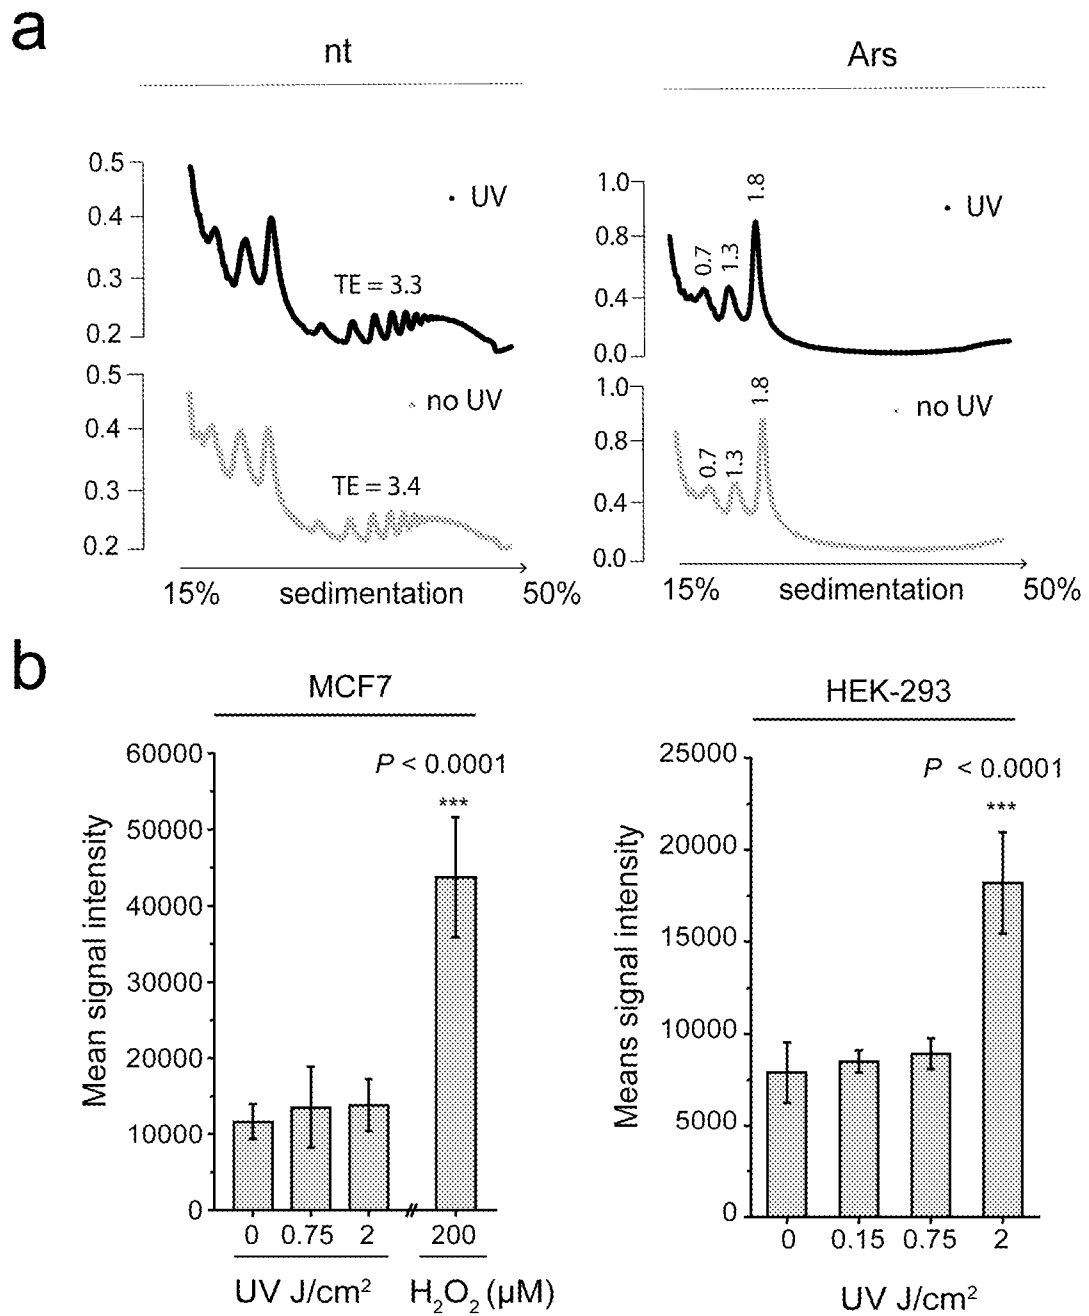 a
nt
Ars
0.5
0.4
0.3
0.2
UV
TE = 3.3
1.0
0.8
0.4
0.0
0.7
1.3
1.8
UV
0.5
0.4
0.3
0.2
no UV
TE = 3.4
1.0
0.8
0.4
0.0
0.7
1.3
1.8
no UV
15% sedimentation 50%
15% sedimentation 50%
b
MCF7
Mean signal intensity
60000
50000
40000
30000
20000
10000
0
P < 0.0001
***
0 0.75 2 200
UV J/cm² H₂O₂ (μM)
HEK-293
Means signal intensity
25000
20000
15000
10000
5000
0
P < 0.0001
***
0 0.15 0.75 2
UV J/cm²